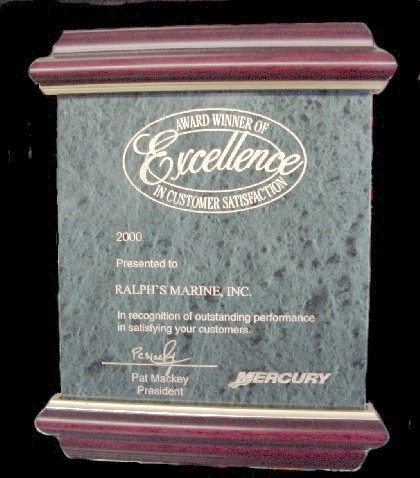 AWARD WINNER OF
Excellence
IN CUSTOMER SATISFACTION
2000
Presented to
RALPH'S MARINE, INC.
In recognition of outstanding performance
in satisfying your customers.
Pat Mackey
President
MERCURY